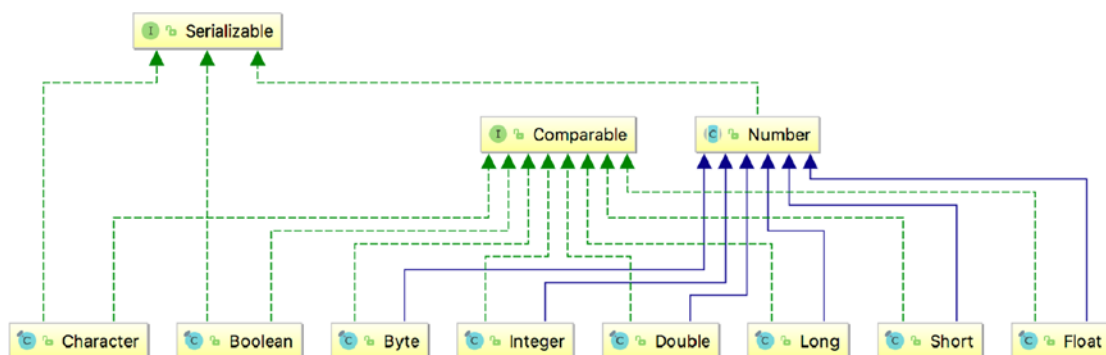 I Serializable
I Comparable
C Number
C Character
C Boolean
C Byte
C Integer
C Double
C Long
C Short
C Float